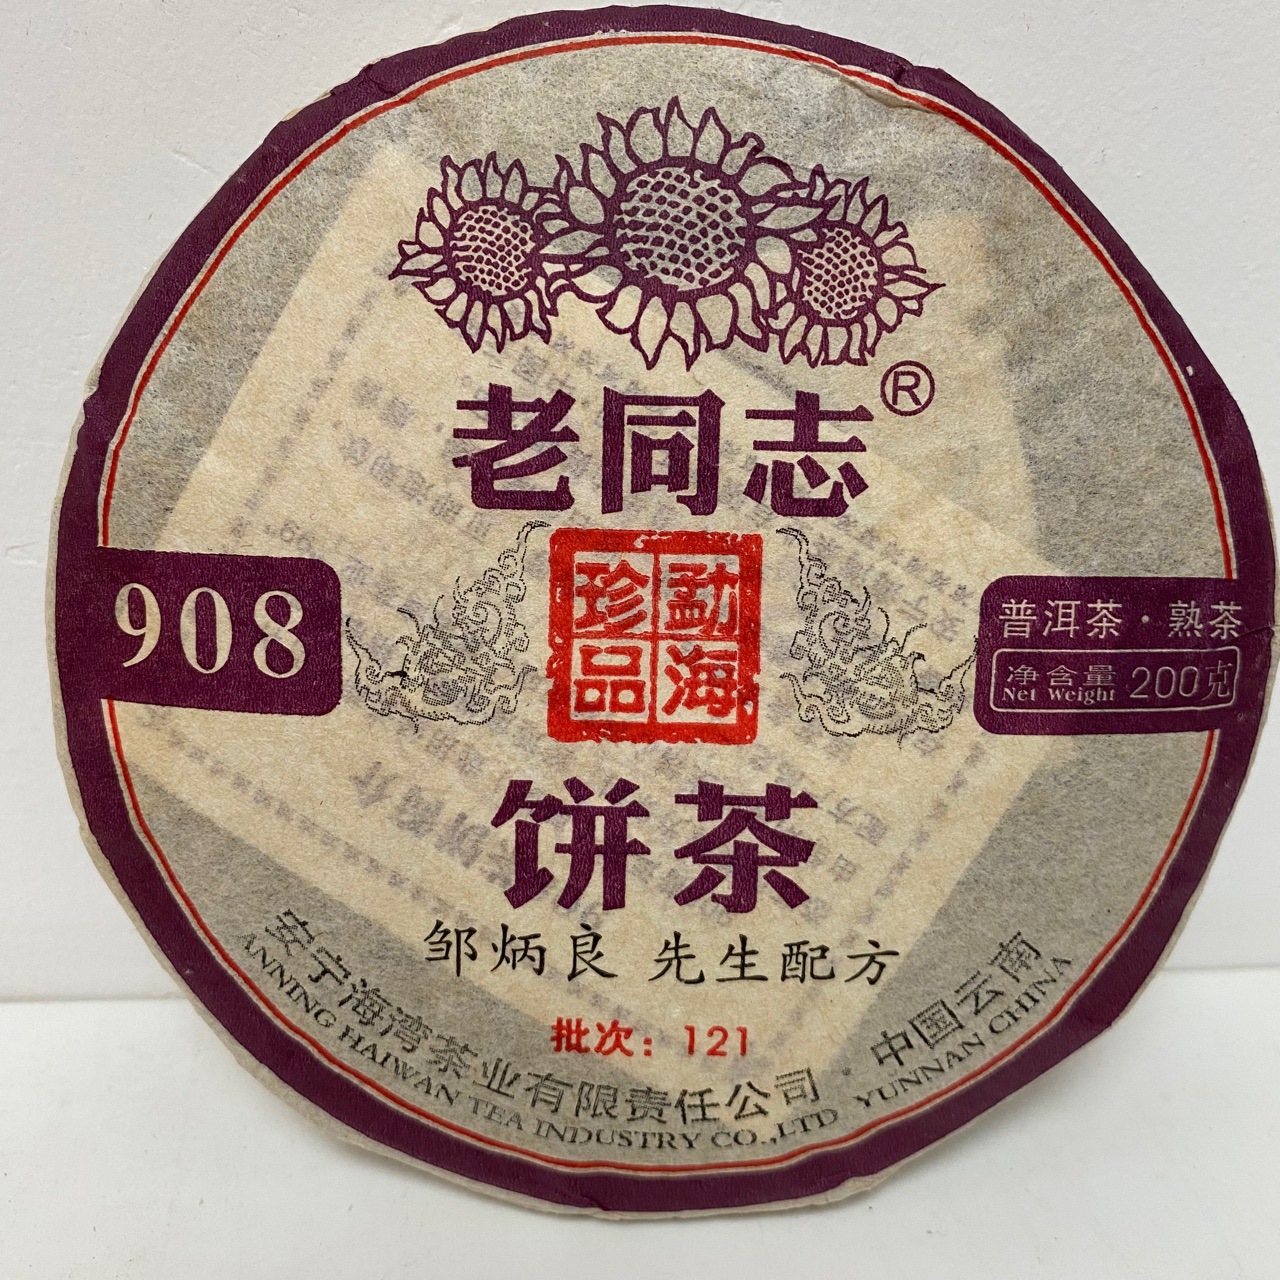 老同志®
908
勐海
珍品
普洱茶·熟茶
净含量 200克
Net Weight
饼茶
邹炳良 先生配方
批次：121
安宁海湾茶业有限责任公司·中国云南
ANNING HAIWAN TEA INDUSTRY CO.,LTD YUNNAN CHINA